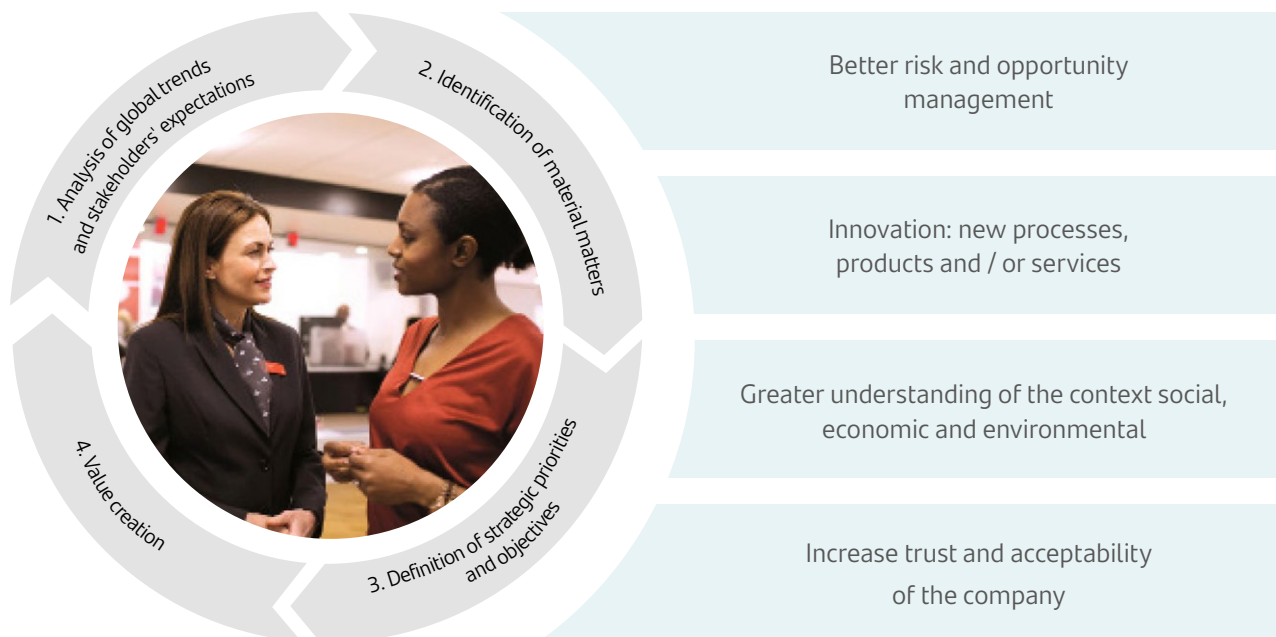 1. Analysis of global trends
and stakeholders' expectations
2. Identification of material matters
3. Definition of strategic priorities
and objectives
4. Value creation
Better risk and opportunity
management
Innovation: new processes,
products and / or services
Greater understanding of the context social,
economic and environmental
Increase trust and acceptability
of the company